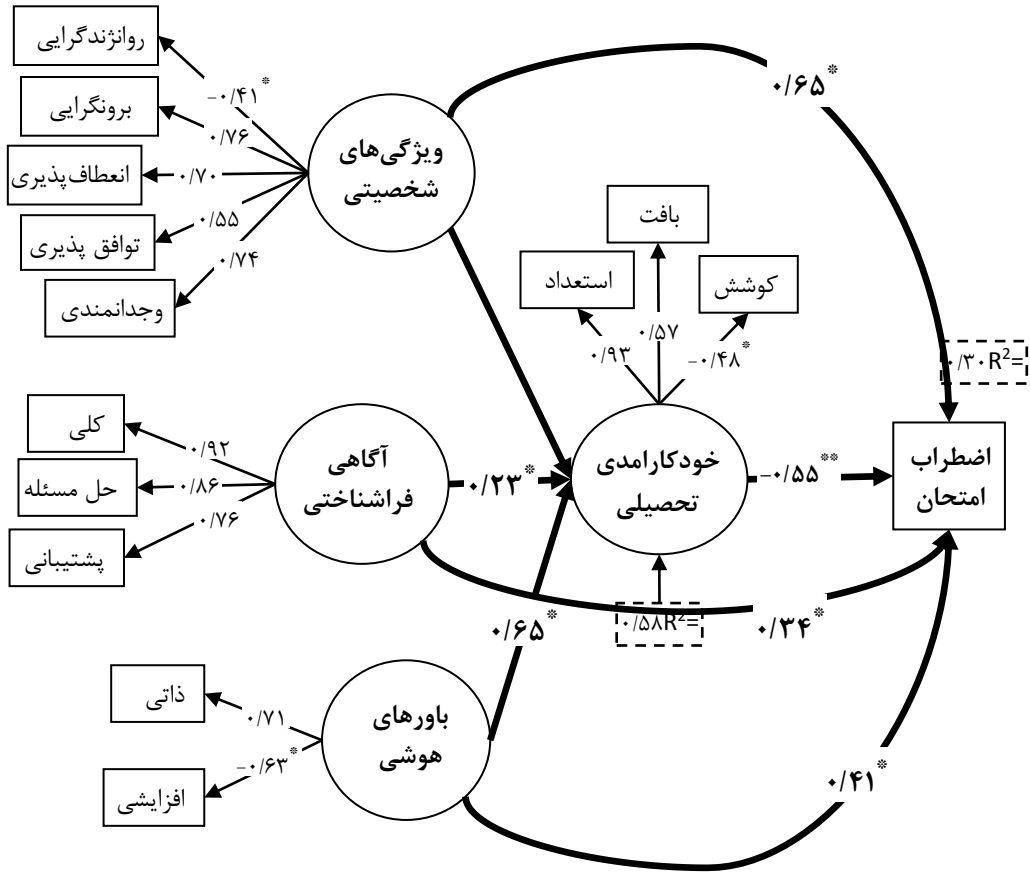 روانژندگرایی
برونگرایی
انعطاف‌پذیری
توافق پذیری
وجدانمندی
−۰/۴۱*
۰/۷۶
۰/۷۰
۰/۵۵
۰/۷۴
ویژگی‌های
شخصیتی
۰/۶۵*
بافت
استعداد
کوشش
۰/۹۳
۰/۵۷
−۰/۴۸*
۰/۳۰R²=
کلی
حل مسئله
پشتیبانی
۰/۹۲
۰/۸۶
۰/۷۶
آگاهی
فراشناختی
۰/۲۳*
خودکارامدی
تحصیلی
−۰/۵۵**
اضطراب
امتحان
۰/۶۵*
۰/۵۸R²=
۰/۳۴*
ذاتی
افزایشی
۰/۷۱
−۰/۶۳*
باورهای
هوشی
۰/۴۱*